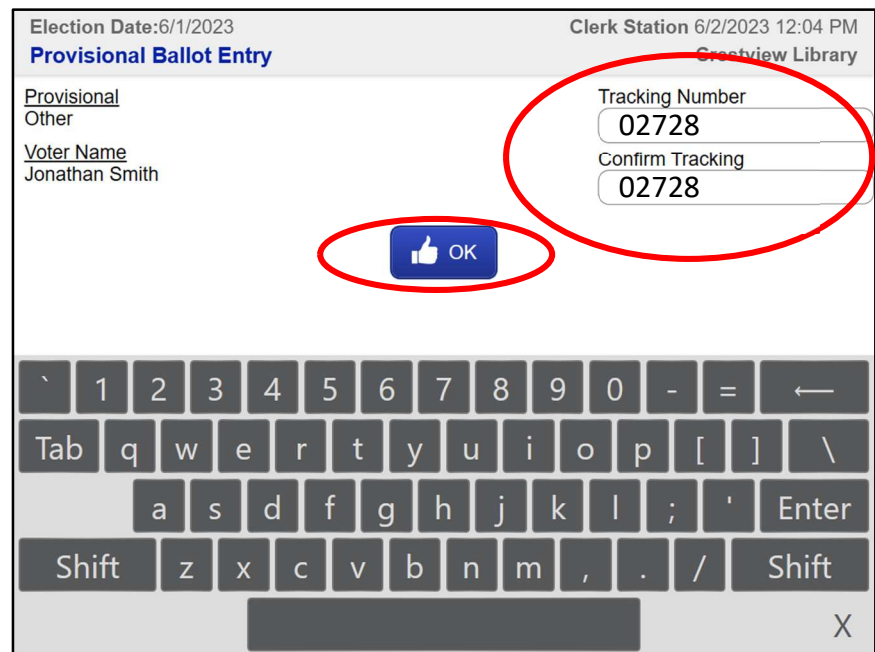 Election Date:6/1/2023
Clerk Station 6/2/2023 12:04 PM
Provisional Ballot Entry
Crestview Library
Provisional
Other
Tracking Number
02728
Voter Name
Jonathan Smith
Confirm Tracking
02728
OK
` 1 2 3 4 5 6 7 8 9 0 - = ←
Tab q w e r t y u i o p [ ] \
a s d f g h j k l ; ' Enter
Shift z x c v b n m , . / Shift
X